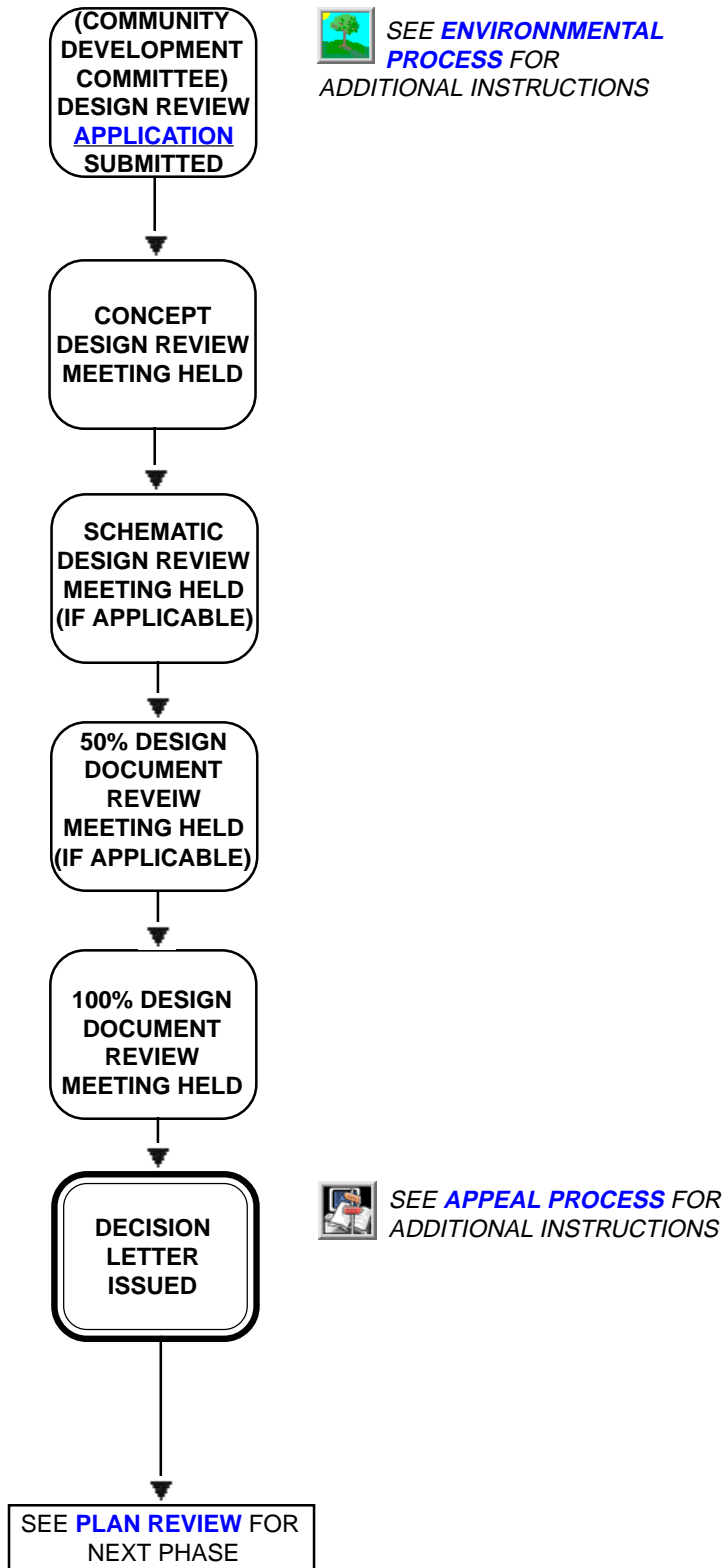 (COMMUNITY
DEVELOPMENT
COMMITTEE)
DESIGN REVIEW
APPLICATION
SUBMITTED
SEE ENVIRONNMENTAL
PROCESS FOR
ADDITIONAL INSTRUCTIONS
CONCEPT
DESIGN REVIEW
MEETING HELD
SCHEMATIC
DESIGN REVIEW
MEETING HELD
(IF APPLICABLE)
50% DESIGN
DOCUMENT
REVEIW
MEETING HELD
(IF APPLICABLE)
100% DESIGN
DOCUMENT
REVIEW
MEETING HELD
DECISION
LETTER
ISSUED
SEE APPEAL PROCESS FOR
ADDITIONAL INSTRUCTIONS
SEE PLAN REVIEW FOR
NEXT PHASE